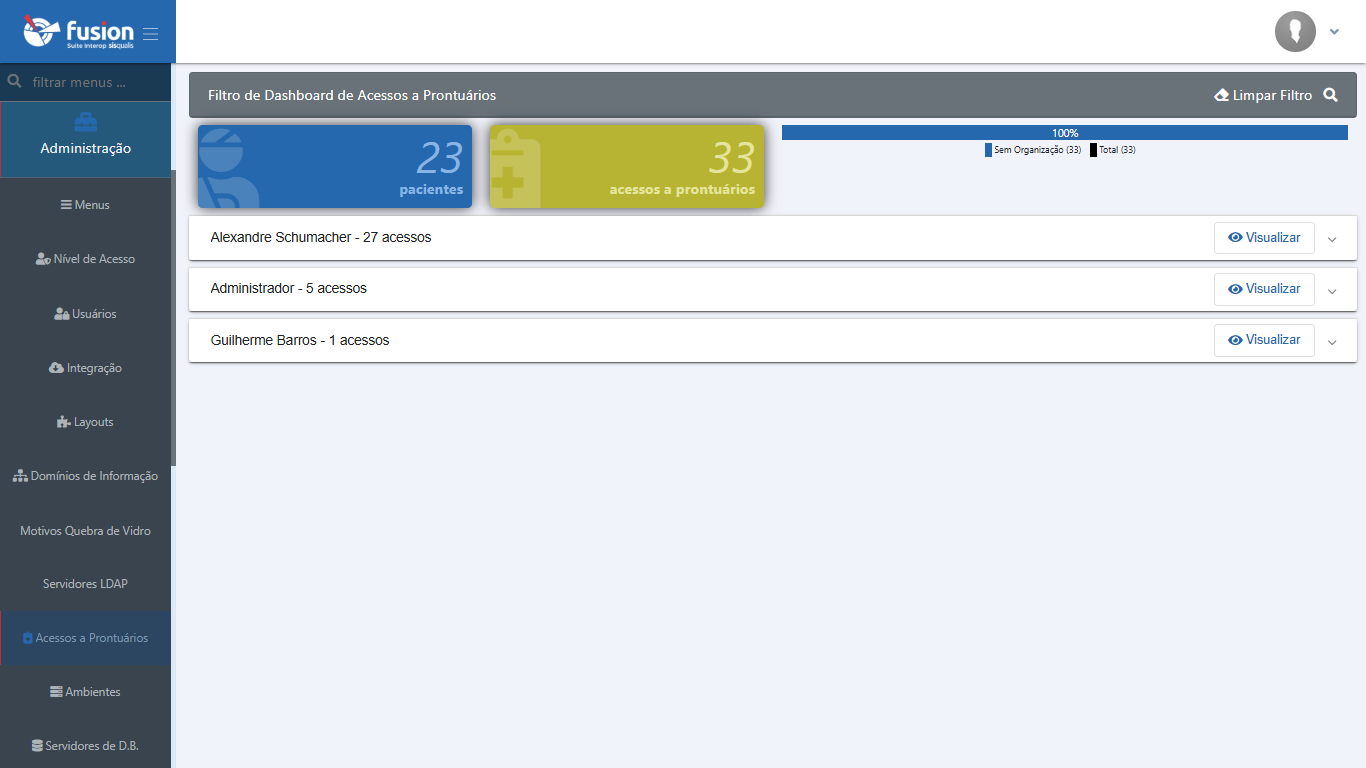 fusion
Suite Interop sisqualis
filtrar menus ...
Administração
Menus
Nível de Acesso
Usuários
Integração
Layouts
Domínios de Informação
Motivos Quebra de Vidro
Servidores LDAP
Acessos a Prontuários
Ambientes
Servidores de D.B.
Filtro de Dashboard de Acessos a Prontuários
Limpar Filtro
23
pacientes
33
acessos a prontuários
100%
Sem Organização (33) Total (33)
Alexandre Schumacher - 27 acessos
Visualizar
Administrador - 5 acessos
Visualizar
Guilherme Barros - 1 acessos
Visualizar